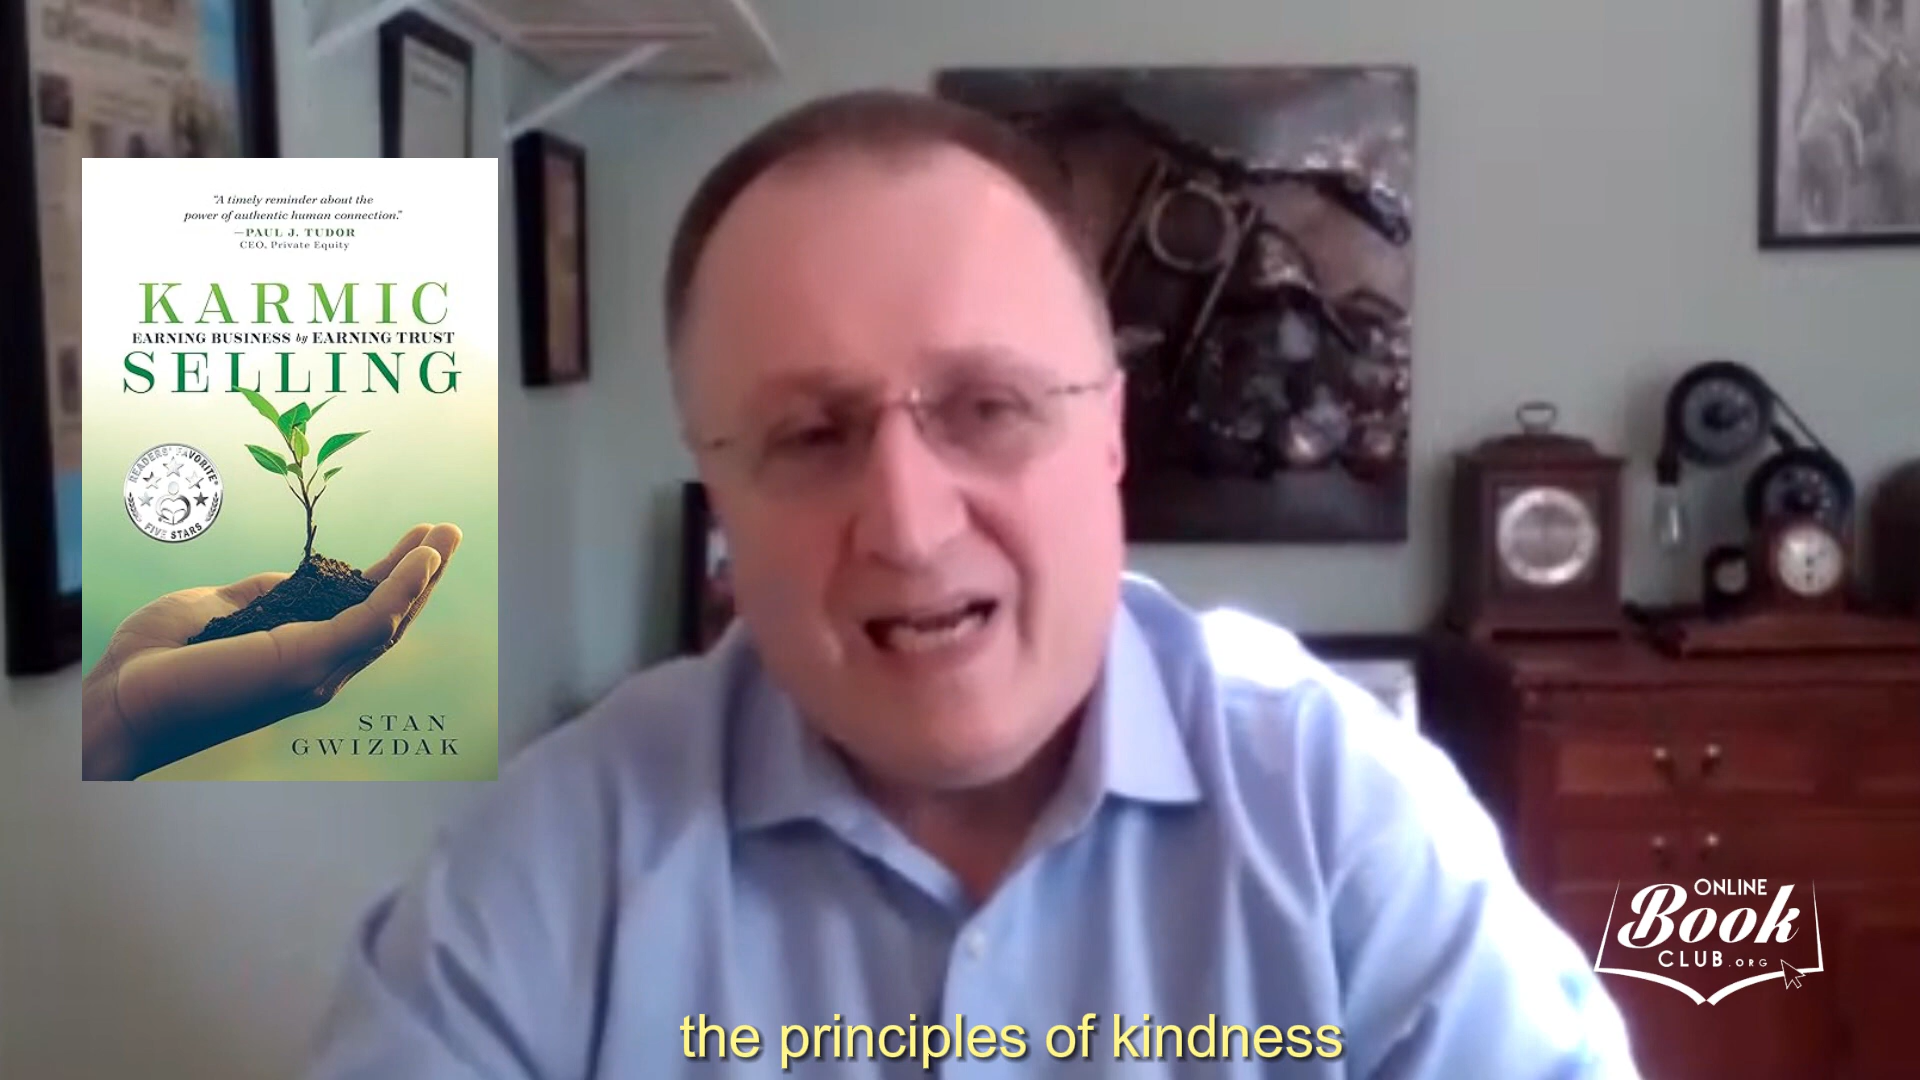 “A timely reminder about the
power of authentic human connection.”
—PAUL J. TUDOR
CEO, Private Equity
KARMIC
EARNING BUSINESS by EARNING TRUST
SELLING
READERS' FAVORITE
FIVE STARS
STAN
GWIZDAK
ONLINE
Book
CLUB.ORG
the principles of kindness